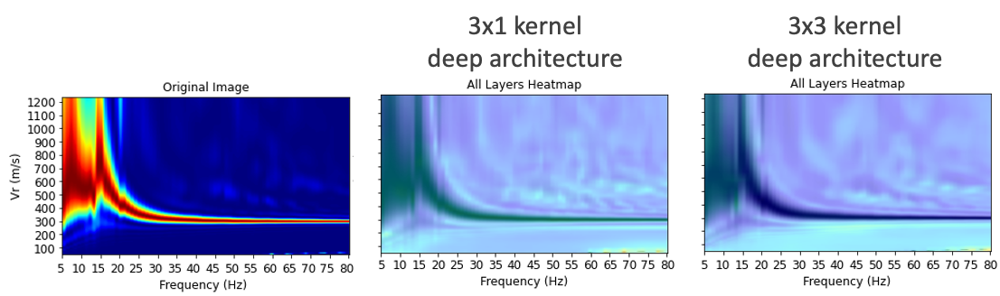 3x1 kernel
deep architecture
3x3 kernel
deep architecture
Original Image
All Layers Heatmap
All Layers Heatmap
Vr (m/s)
1200
1100
1000
900
800
700
600
500
400
300
200
100
5 10 15 20 25 30 35 40 45 50 55 60 65 70 75 80
Frequency (Hz)
5 10 15 20 25 30 35 40 45 50 55 60 65 70 75 80
Frequency (Hz)
5 10 15 20 25 30 35 40 45 50 55 60 65 70 75 80
Frequency (Hz)